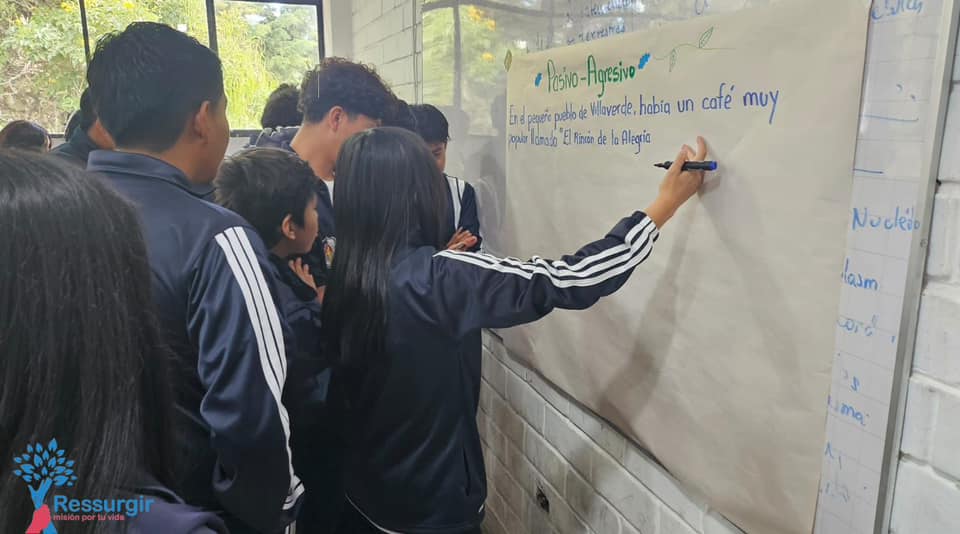 Pasivo-Agresivo
En el pequeño pueblo de Villaverde, había un café muy
popular llamado "El Rincón de la Alegría
Nucleólo
Ressurgir
misión por tu vida